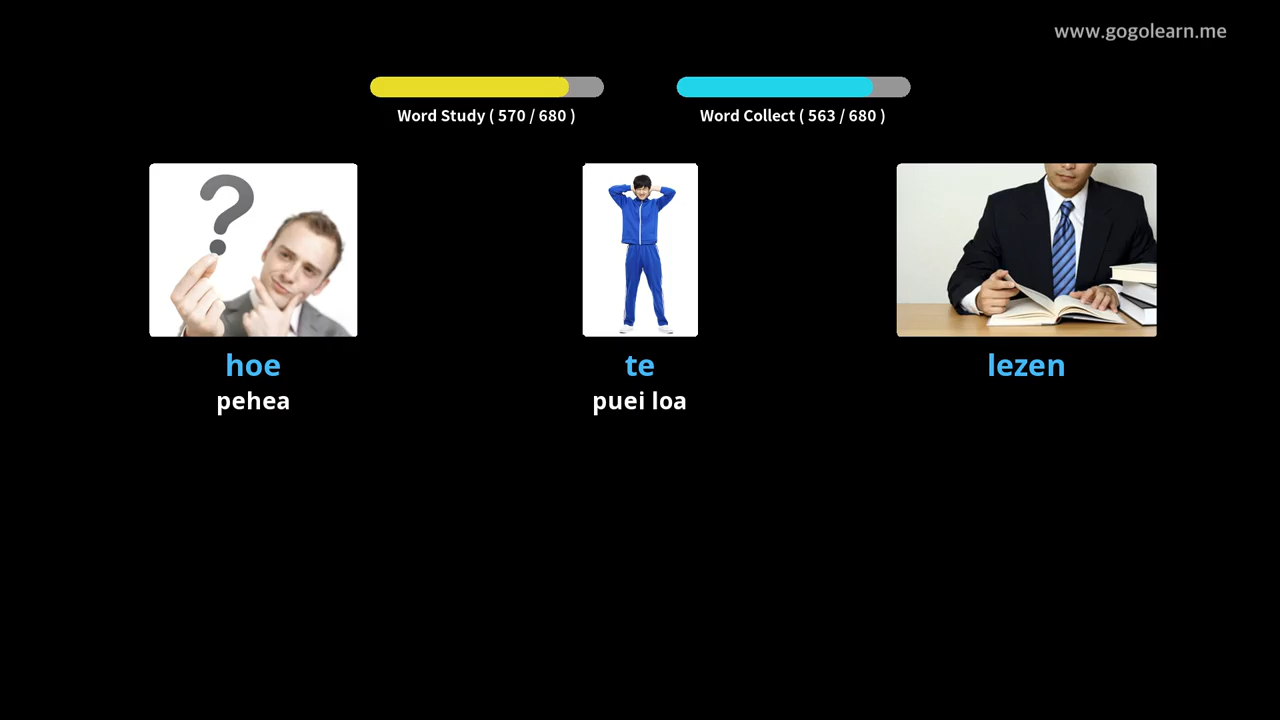 www.gogolearn.me
Word Study ( 570 / 680 )
Word Collect ( 563 / 680 )
?
hoe
te
lezen
pehea
puei loa